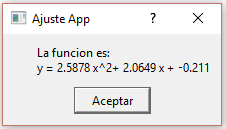 Ajuste App
?
La funcion es:
y = 2.5878 x^2+ 2.0649 x + -0.211
Aceptar